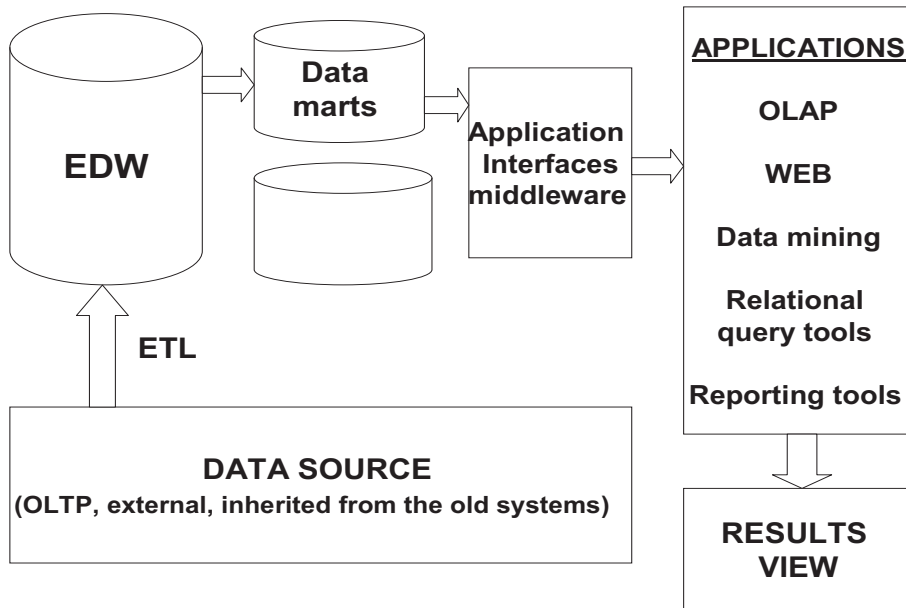 EDW
Data
marts
Application
Interfaces
middleware
APPLICATIONS
OLAP
WEB
Data mining
Relational
query tools
Reporting tools
ETL
DATA SOURCE
(OLTP, external, inherited from the old systems)
RESULTS
VIEW